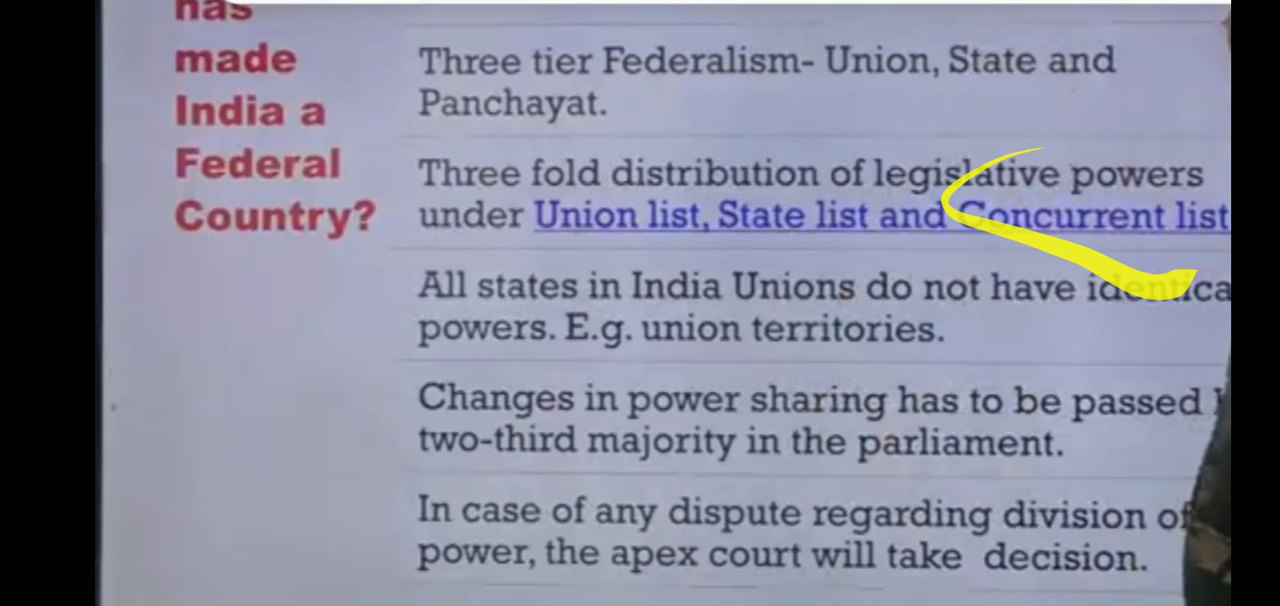 has
made
India a
Federal
Country?
Three tier Federalism- Union, State and
Panchayat.
Three fold distribution of legislative powers
under Union list, State list and Concurrent list
All states in India Unions do not have
powers. E.g. union territories.
Changes in power sharing has to be passed
two-third majority in the parliament.
In case of any dispute regarding division of
power, the apex court will take decision.